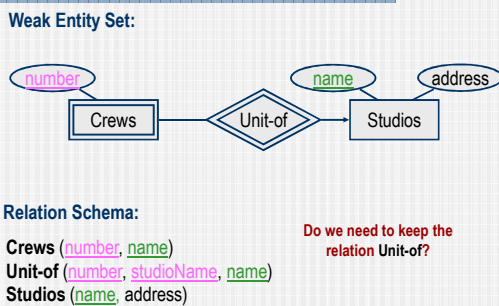 Weak Entity Set:
number
name
address
Crews
Unit-of
Studios
Relation Schema:
Do we need to keep the
relation Unit-of?
Crews (number, name)
Unit-of (number, studioName, name)
Studios (name, address)